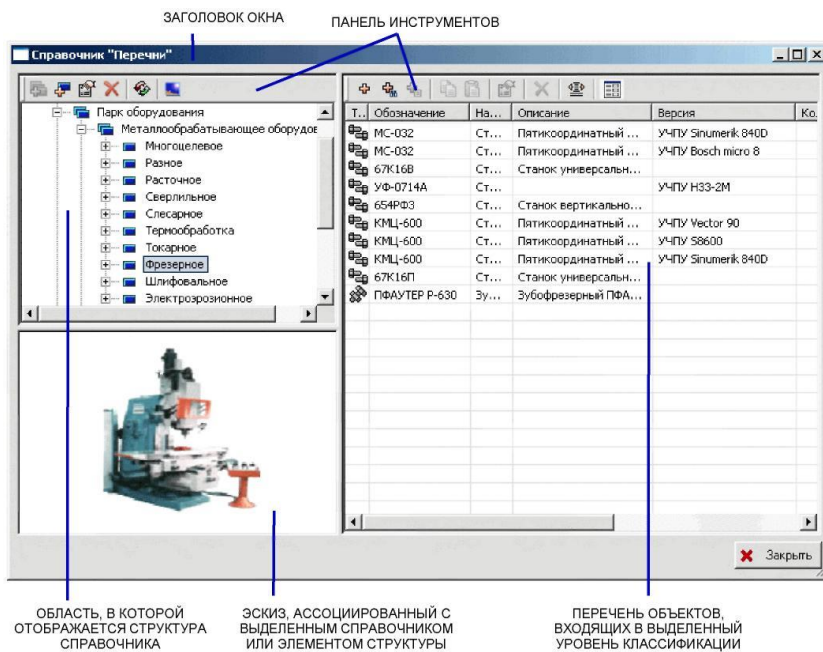 ЗАГОЛОВОК ОКНА
ПАНЕЛЬ ИНСТРУМЕНТОВ
Справочник "Перечни"
Парк оборудования
Металлообрабатывающее оборудов
Многоцелевое
Разное
Расточное
Сверлильное
Слесарное
Термообработка
Токарное
Фрезерное
Шлифовальное
Электроэрозионное
Т... Обозначение На... Описание Версия Ко.
МС-032 Ст... Пятикоординатный ... УЧПУ Sinumerik 840D
МС-032 Ст... Пятикоординатный ... УЧПУ Bosch micro 8
67К16В Ст... Станок универсальн...
УФ-0714А Ст... УЧПУ Н33-2М
654РФ3 Ст... Станок вертикально...
КМЦ-600 Ст... Пятикоординатный ... УЧПУ Vector 90
КМЦ-600 Ст... Пятикоординатный ... УЧПУ S8600
КМЦ-600 Ст... Пятикоординатный ... УЧПУ Sinumerik 840D
67К16П Ст... Станок универсальн...
ПФАУТЕР Р-630 Зу... Зубофрезерный ПФА...
Закрыть
ОБЛАСТЬ, В КОТОРОЙ
ОТОБРАЖАЕТСЯ СТРУКТУРА
СПРАВОЧНИКА
ЭСКИЗ, АССОЦИИРОВАННЫЙ С
ВЫДЕЛЕННЫМ СПРАВОЧНИКОМ
ИЛИ ЭЛЕМЕНТОМ СТРУКТУРЫ
ПЕРЕЧЕНЬ ОБЪЕКТОВ,
ВХОДЯЩИХ В ВЫДЕЛЕННЫЙ
УРОВЕНЬ КЛАССИФИКАЦИИ